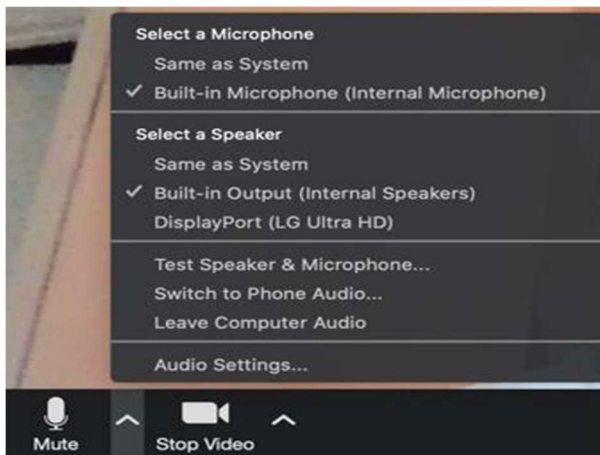 Select a Microphone
Same as System
✓ Built-in Microphone (Internal Microphone)
Select a Speaker
Same as System
✓ Built-in Output (Internal Speakers)
DisplayPort (LG Ultra HD)
Test Speaker & Microphone...
Switch to Phone Audio...
Leave Computer Audio
Audio Settings...
Mute
Stop Video